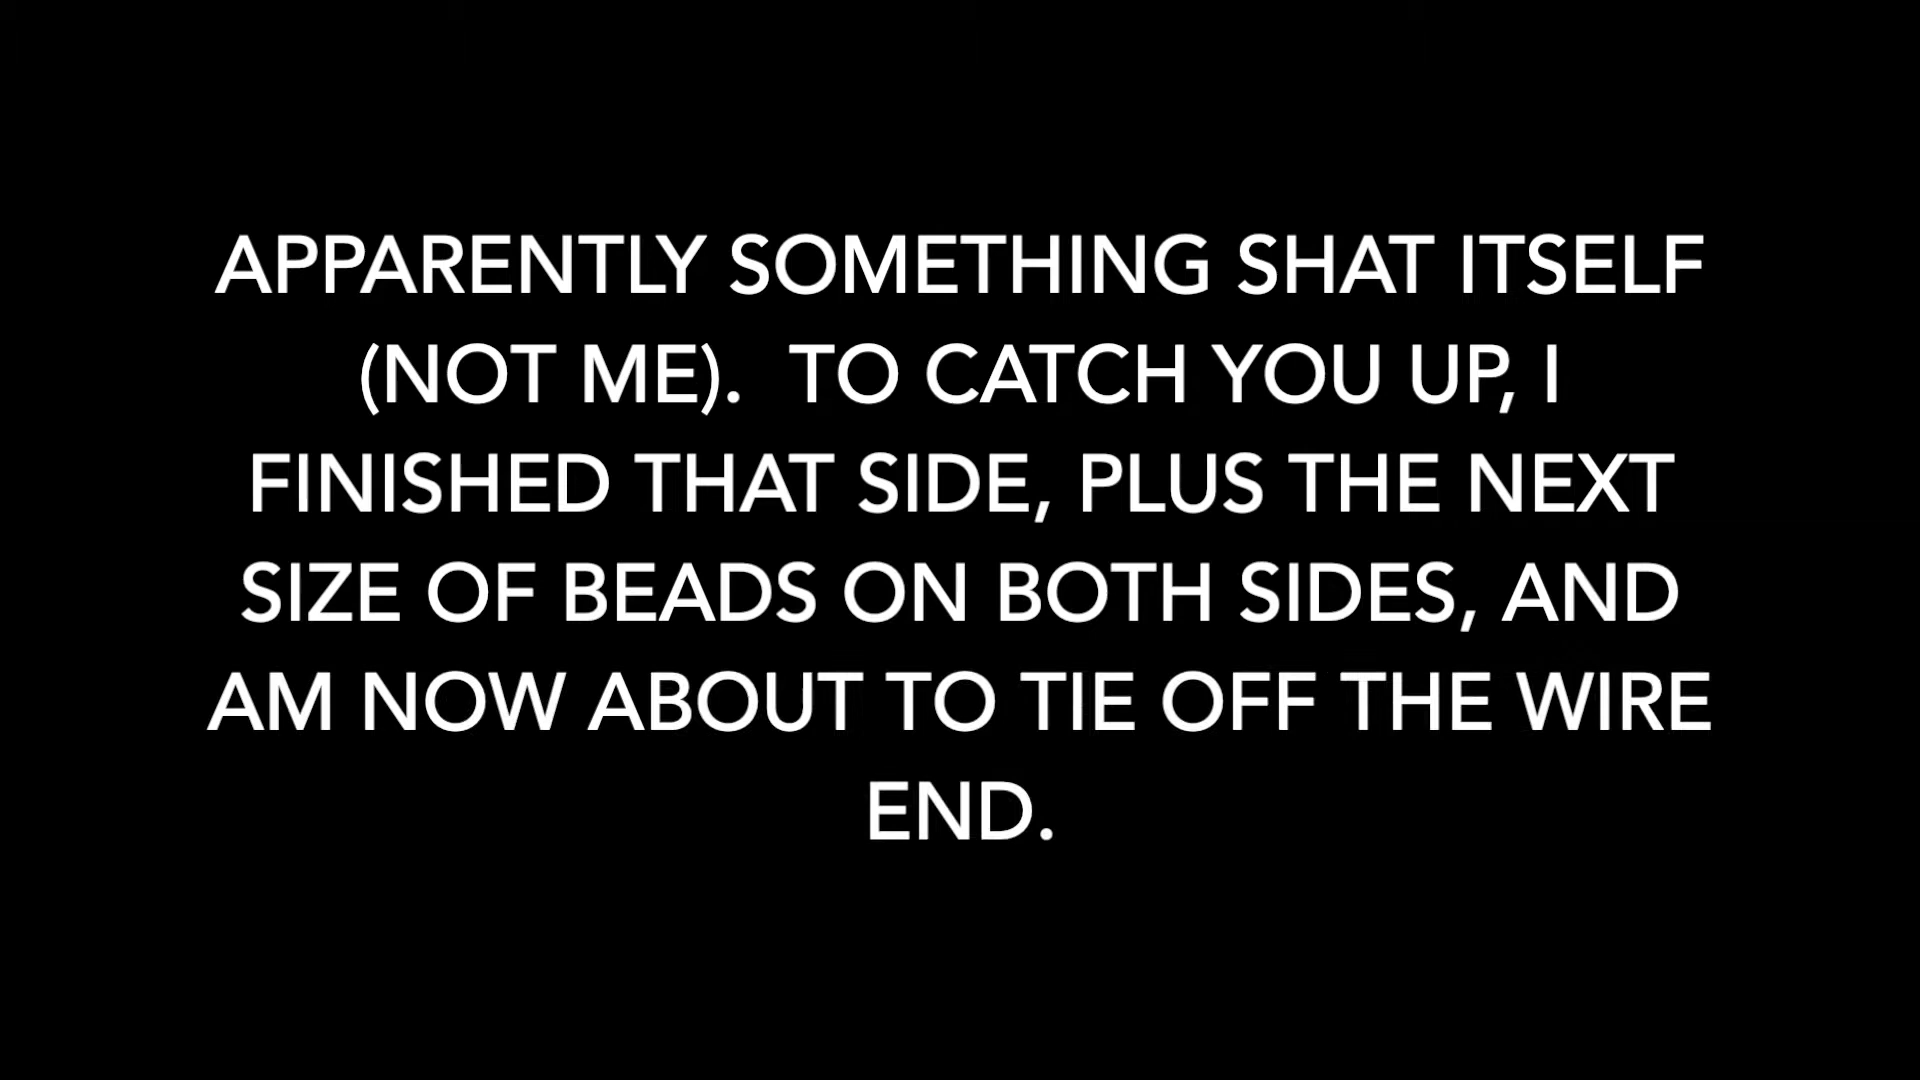 APPARENTLY SOMETHING SHAT ITSELF
(NOT ME).  TO CATCH YOU UP, I
FINISHED THAT SIDE, PLUS THE NEXT
SIZE OF BEADS ON BOTH SIDES, AND
AM NOW ABOUT TO TIE OFF THE WIRE
END.